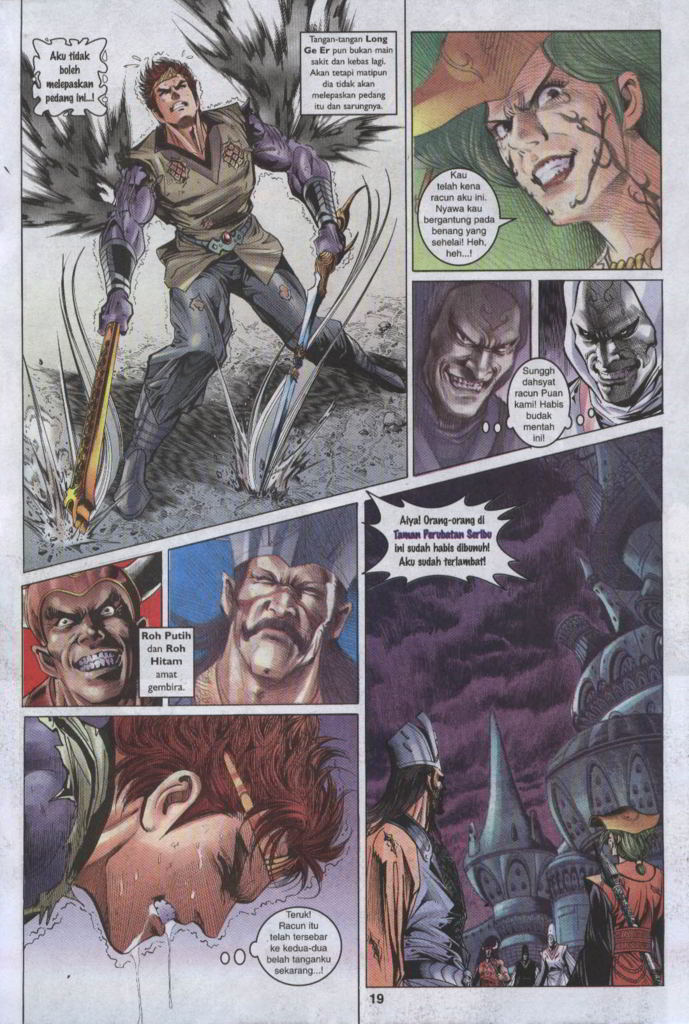 Aku tidak
boleh
melepaskan
pedang ini...!
Tangan-tangan Long
Ge Er pun bukan main
sakit dan kebas lagi.
Akan tetapi matipun
dia tidak akan
melepaskan pedang
itu dan sarungnya.
Kau
telah kena
racun aku ini.
Nyawa kau
bergantung pada
benang yang
sehelai! Heh,
heh...!
Sunggh
dahsyat
racun Puan
kami! Habis
budak
mentah
ini!
Aiya! Orang-orang di
Taman Perubatan Seribu
ini sudah habis dibunuh!
Aku sudah terlambat!
Roh Putih
dan Roh
Hitam
amat
gembira.
Teruk!
Racun itu
telah tersebar
ke kedua-dua
belah tanganku
sekarang...!
19